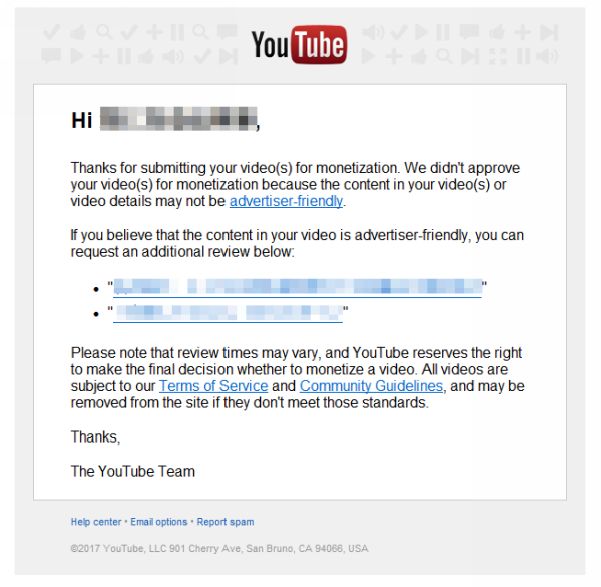 YouTube
Hi ,
Thanks for submitting your video(s) for monetization. We didn't approve
your video(s) for monetization because the content in your video(s) or
video details may not be advertiser-friendly.
If you believe that the content in your video is advertiser-friendly, you can
request an additional review below:
• " "
• " "
Please note that review times may vary, and YouTube reserves the right
to make the final decision whether to monetize a video. All videos are
subject to our Terms of Service and Community Guidelines, and may be
removed from the site if they don't meet those standards.
Thanks,
The YouTube Team
Help center • Email options • Report spam
©2017 YouTube, LLC 901 Cherry Ave, San Bruno, CA 94066, USA